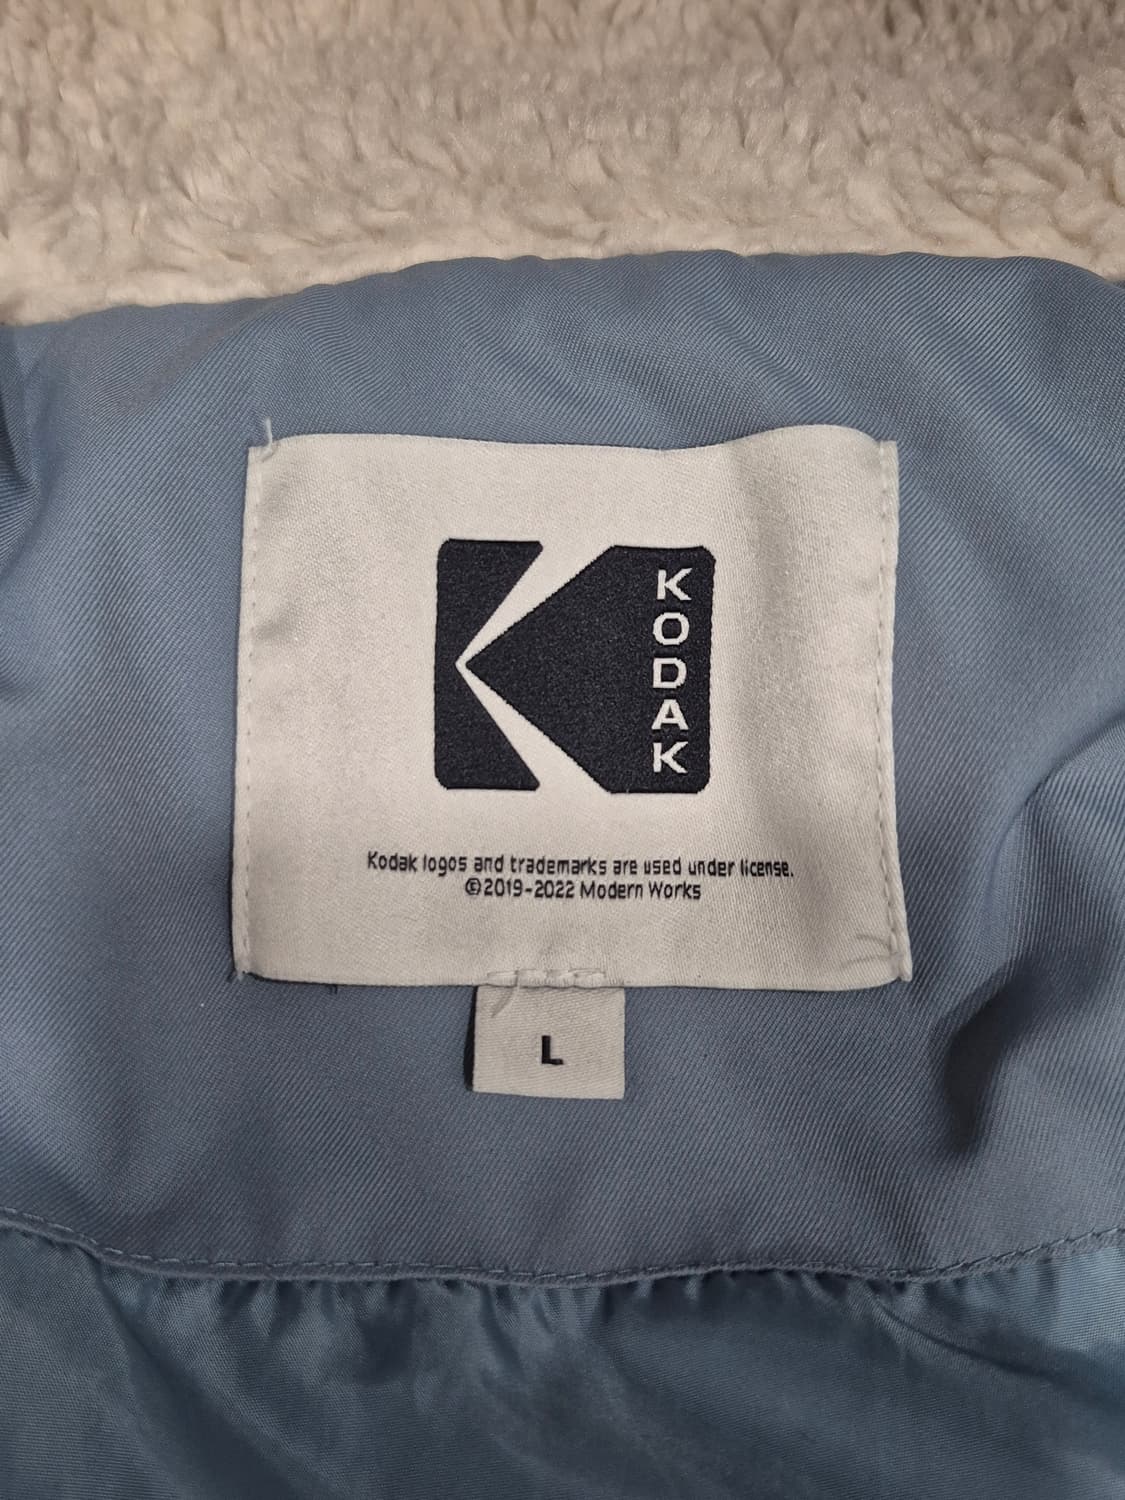 KODAK
Kodak logos and trademarks are used under license.
©2019-2022 Modern Works
L